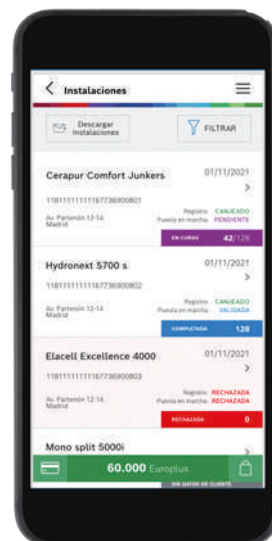 Instalaciones
Descargar
Instalaciones
FILTRAR
Cerapur Comfort Junkers
01/11/2021
Av. Partenón 12-14
Madrid
Registro CANJEADO
Puesta en marcha PENDIENTE
EN CURSO 42/128
Hydronext 5700 s
01/11/2021
Av. Partenón 12-14
Madrid
Registro CANJEADO
Puesta en marcha VALIDADA
COMPLETADA 128
Elacell Excellence 4000
01/11/2021
Av. Partenón 12-14
Madrid
Registro RECHAZADA
Puesta en marcha RECHAZADA
RECHAZADA 0
Mono split 5000i
60.000 Europlus
SIN DATOS DE CLIENTE